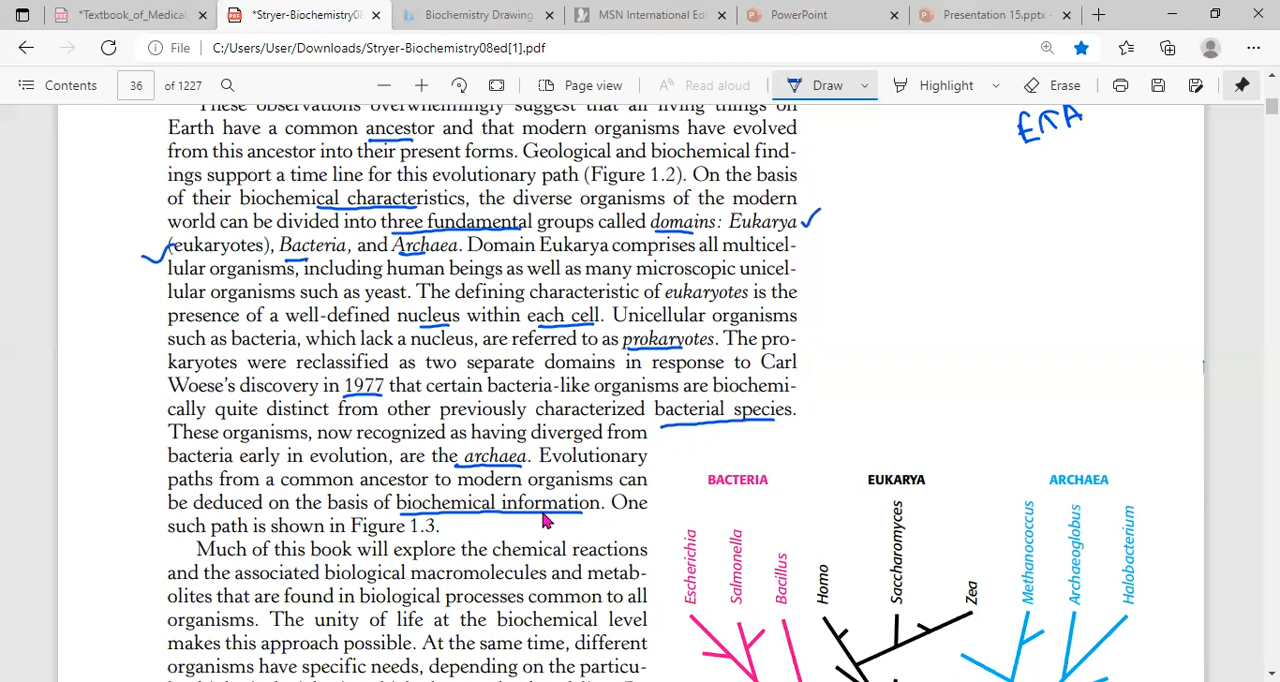 *Textbook_of_Medical_
*Stryer-Biochemistry08
Biochemistry Drawing
MSN International Edi
PowerPoint
Presentation 15.pptx -
File
C:/Users/User/Downloads/Stryer-Biochemistry08ed[1].pdf
Contents
36
of 1227
Page view
Read aloud
Draw
Highlight
Erase
These observations overwhelmingly suggest that all living things on
Earth have a common ancestor and that modern organisms have evolved
from this ancestor into their present forms. Geological and biochemical find-
ings support a time line for this evolutionary path (Figure 1.2). On the basis
of their biochemical characteristics, the diverse organisms of the modern
world can be divided into three fundamental groups called domains: Eukarya
(eukaryotes), Bacteria, and Archaea. Domain Eukarya comprises all multicel-
lular organisms, including human beings as well as many microscopic unicel-
lular organisms such as yeast. The defining characteristic of eukaryotes is the
presence of a well-defined nucleus within each cell. Unicellular organisms
such as bacteria, which lack a nucleus, are referred to as prokaryotes. The pro-
karyotes were reclassified as two separate domains in response to Carl
Woese's discovery in 1977 that certain bacteria-like organisms are biochemi-
cally quite distinct from other previously characterized bacterial species.
These organisms, now recognized as having diverged from
bacteria early in evolution, are the archaea. Evolutionary
paths from a common ancestor to modern organisms can
be deduced on the basis of biochemical information. One
such path is shown in Figure 1.3.
Much of this book will explore the chemical reactions
and the associated biological macromolecules and metab-
olites that are found in biological processes common to all
organisms. The unity of life at the biochemical level
makes this approach possible. At the same time, different
organisms have specific needs, depending on the particu-
BACTERIA
EUKARYA
ARCHAEA
Escherichia
Salmonella
Bacillus
Homo
Saccharomyces
Zea
Methanococcus
Archaeoglobus
Halobacterium